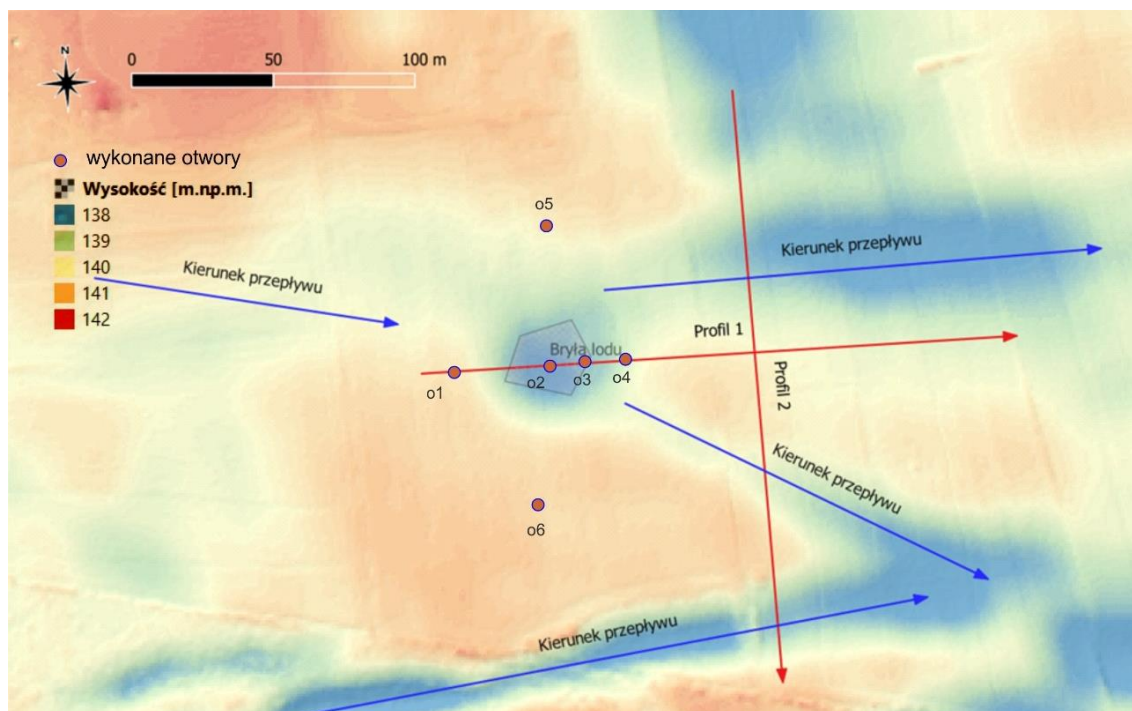 N
0 50 100 m
wykonane otwory
Wysokość [m.n.p.m.]
138
139
140
141
142
o5
Kierunek przepływu
Kierunek przepływu
Profil 1
Bryła lodu
o1
o2
o3
o4
Profil 2
Kierunek przepływu
o6
Kierunek przepływu